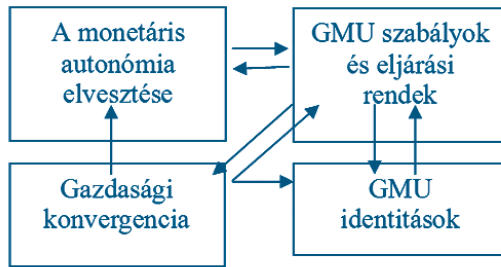 A monetáris
autonómia
elvesztése
GMU szabályok
és eljárási
rendek
Gazdasági
konvergencia
GMU
identitások